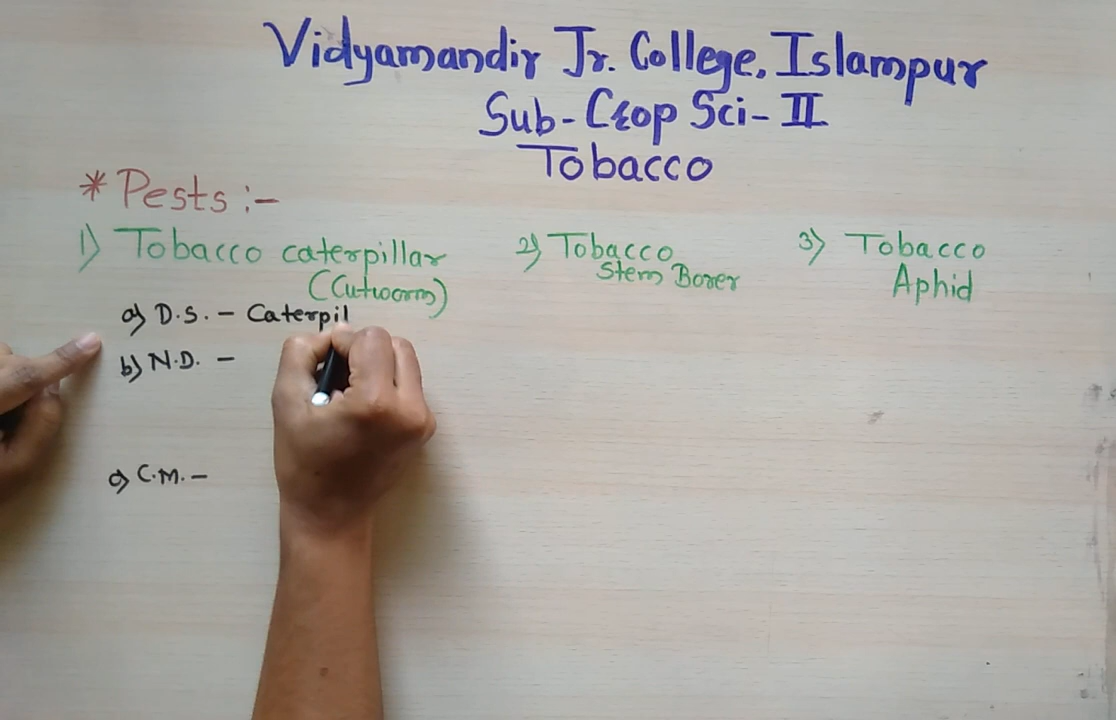 Vidyamandir Jr. College, Islampur
Sub- Crop Sci- II
Tobacco
* Pests :-
1) Tobacco caterpillar
(Cutworm)
2) Tobacco
Stem Borer
3) Tobacco
Aphid
a) D.S. - Caterpil
b) N.D. -
c) C.M. -